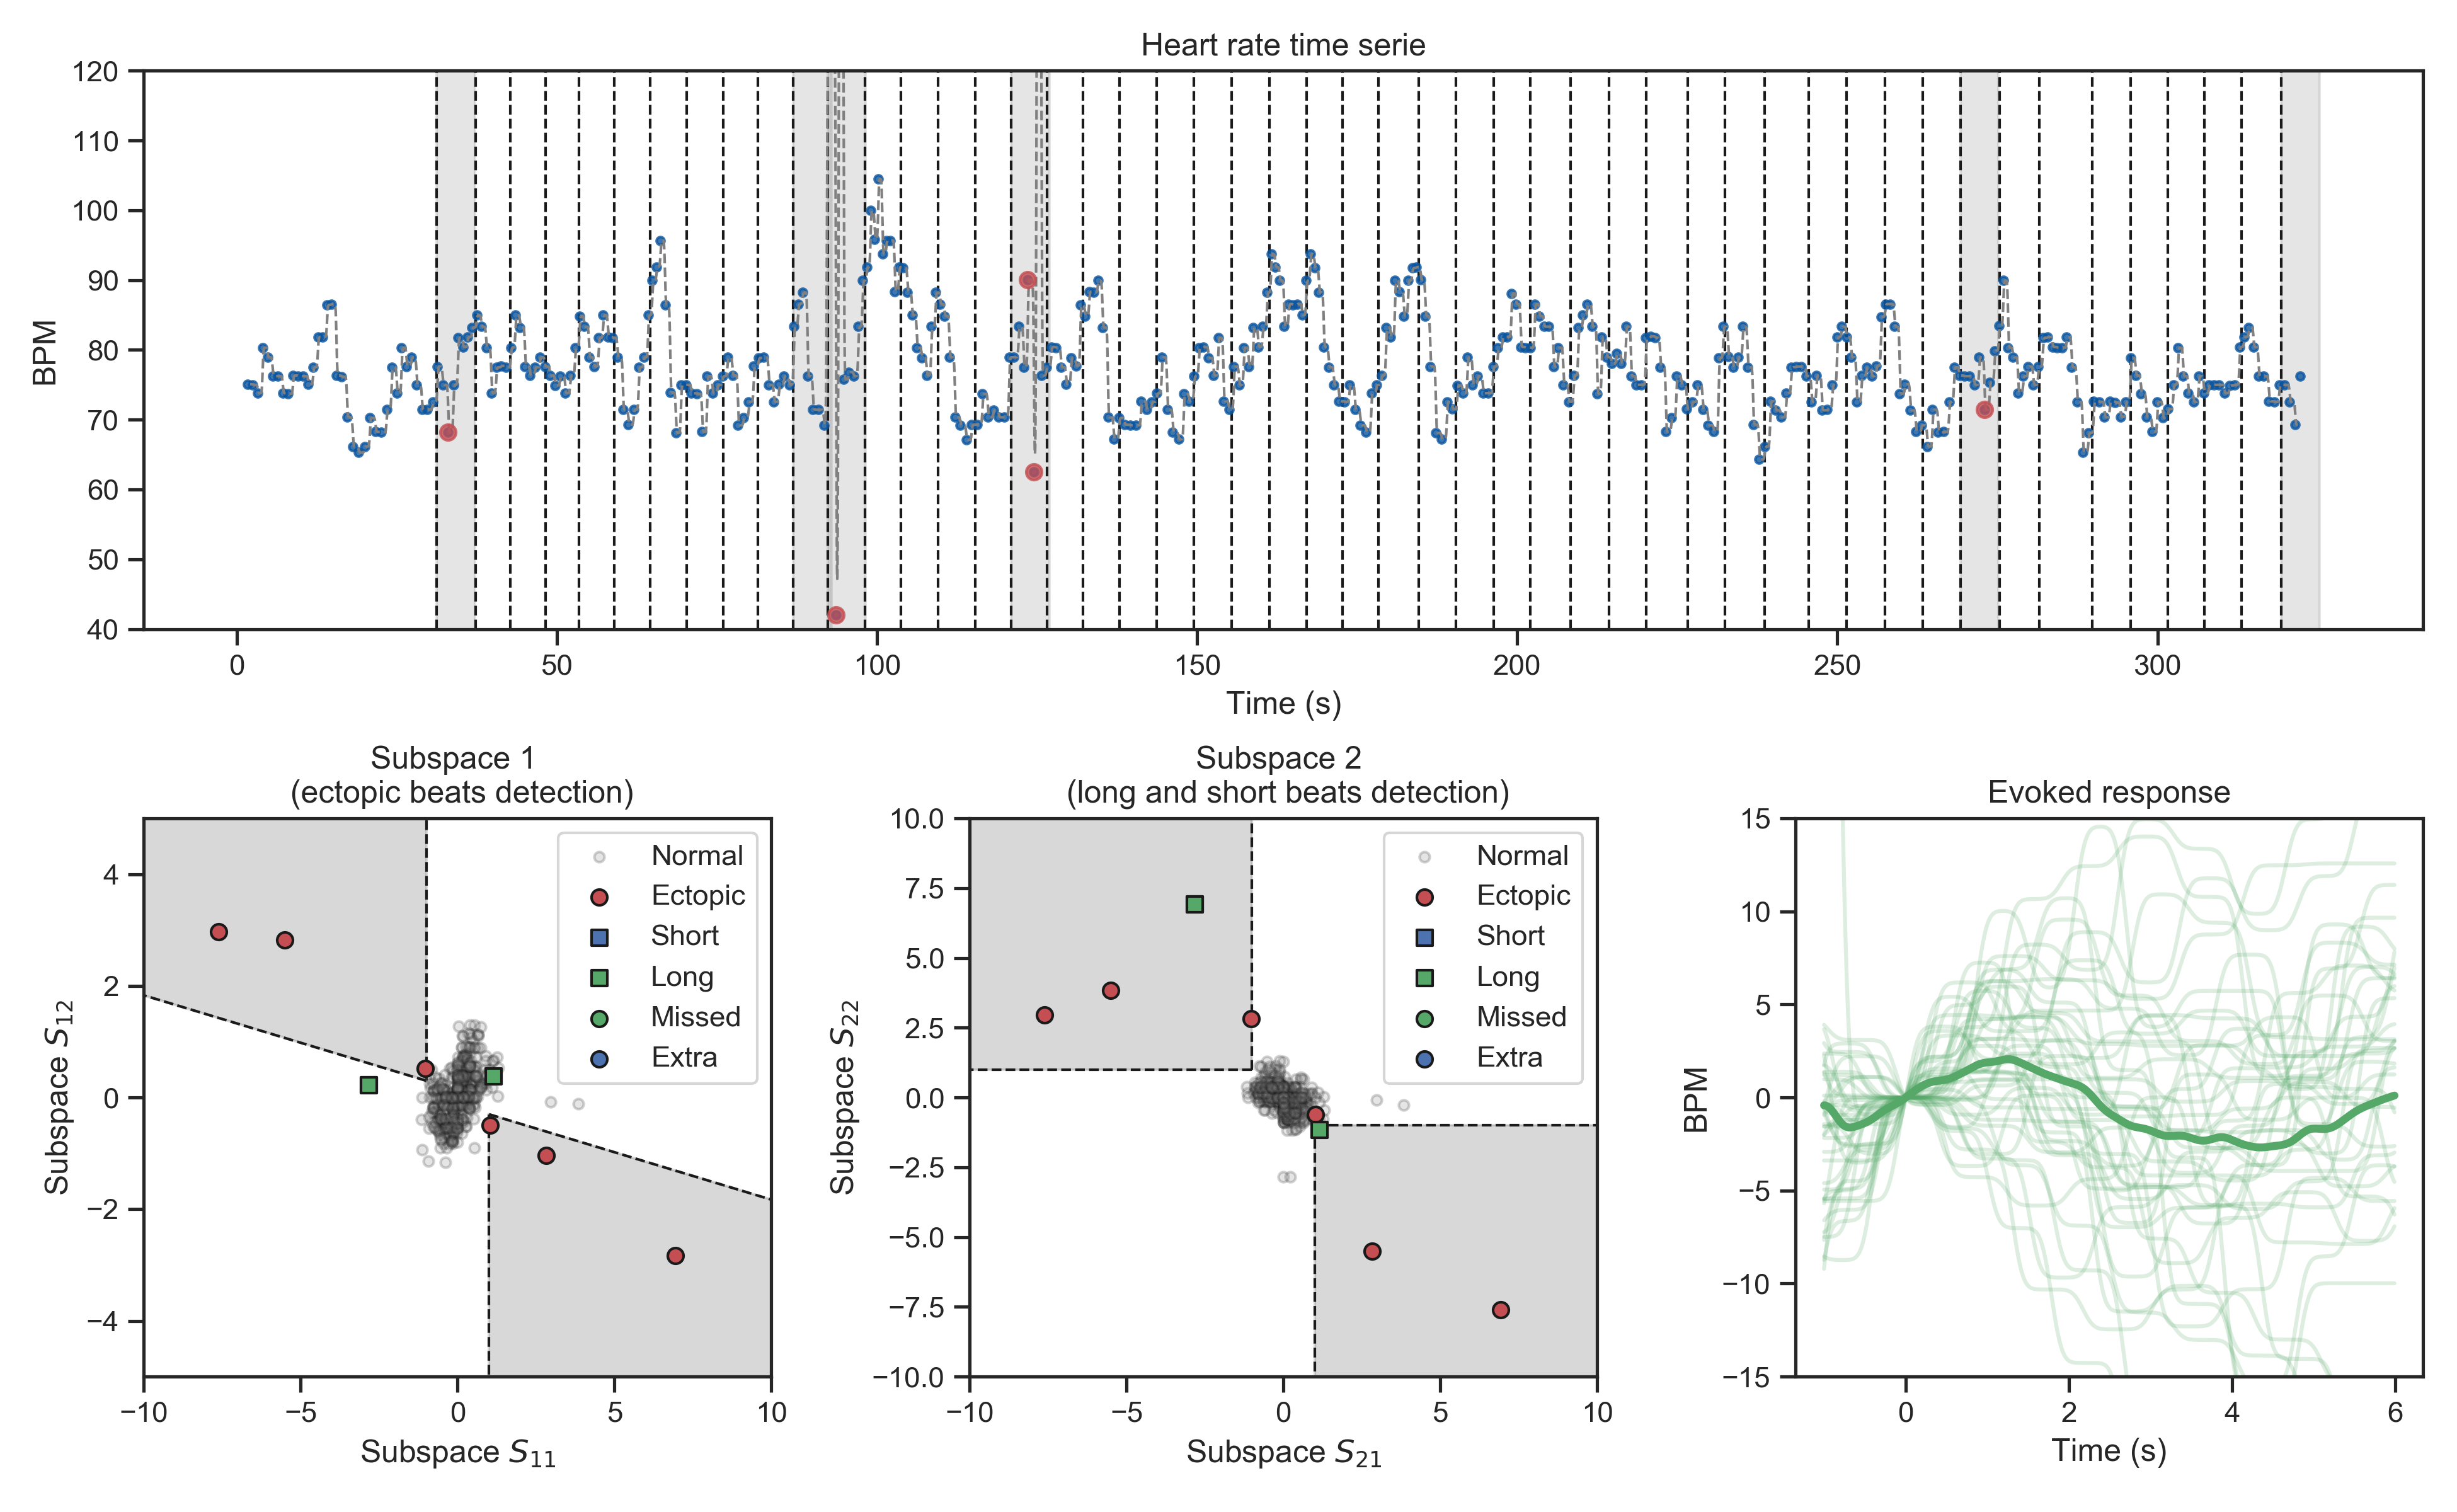 Heart rate time serie
120
110
100
90
80
70
60
50
40
BPM
0 50 100 150 200 250 300
Time (s)
Subspace 1
(ectopic beats detection)
4
2
0
−2
−4
Subspace S12
Normal
Ectopic
Short
Long
Missed
Extra
−10 −5 0 5 10
Subspace S11
Subspace 2
(long and short beats detection)
10.0
7.5
5.0
2.5
0.0
−2.5
−5.0
−7.5
−10.0
Subspace S22
Normal
Ectopic
Short
Long
Missed
Extra
−10 −5 0 5 10
Subspace S21
Evoked response
15
10
5
0
−5
−10
−15
BPM
0 2 4 6
Time (s)